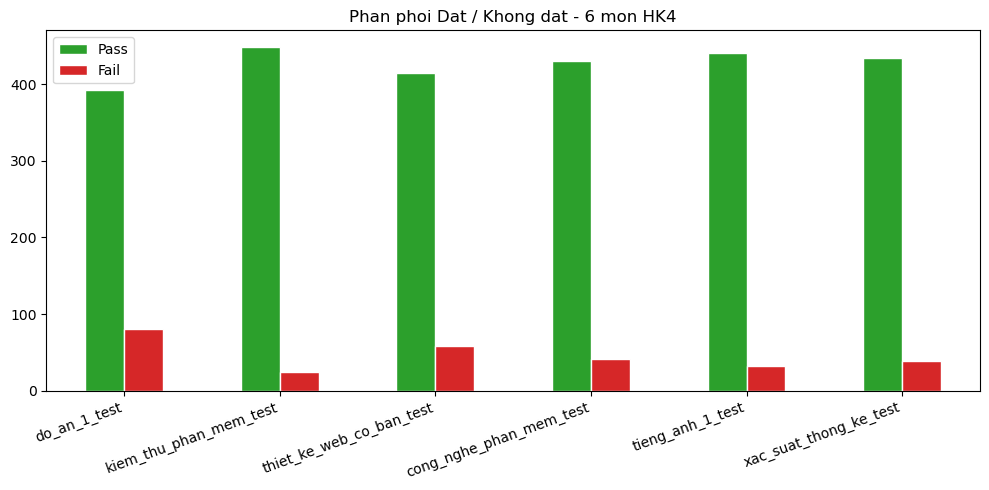 Phan phoi Dat / Khong dat - 6 mon HK4
Pass
Fail
400
300
200
100
0
do_an_1_test
kiem_thu_phan_mem_test
thiet_ke_web_co_ban_test
cong_nghe_phan_mem_test
tieng_anh_1_test
xac_suat_thong_ke_test